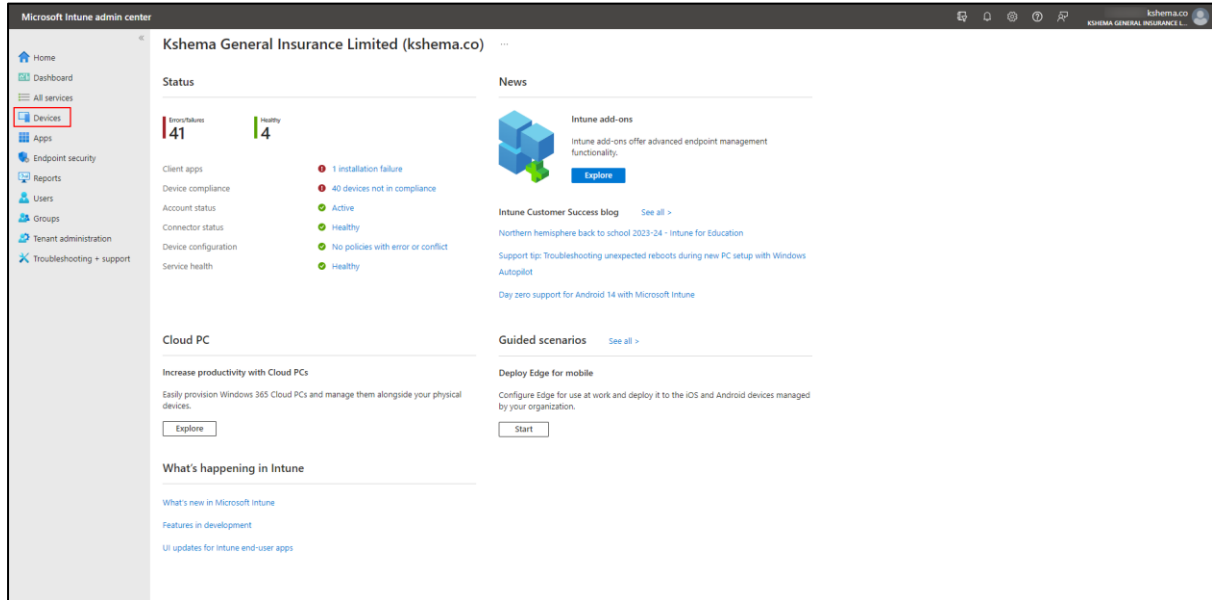 Microsoft Intune admin center
kshema.co
KSHEMA GENERAL INSURANCE L...
«
Home
Dashboard
All services
Devices
Apps
Endpoint security
Reports
Users
Groups
Tenant administration
Troubleshooting + support
Kshema General Insurance Limited (kshema.co) ...
Status
Errors/failures
41
Healthy
4
Client apps
1 installation failure
Device compliance
40 devices not in compliance
Account status
Active
Connector status
Healthy
Device configuration
No policies with error or conflict
Service health
Healthy
News
Intune add-ons
Intune add-ons offer advanced endpoint management
functionality.
Explore
Intune Customer Success blog
See all >
Northern hemisphere back to school 2023-24 - Intune for Education
Support tip: Troubleshooting unexpected reboots during new PC setup with Windows
Autopilot
Day zero support for Android 14 with Microsoft Intune
Cloud PC
Increase productivity with Cloud PCs
Easily provision Windows 365 Cloud PCs and manage them alongside your physical
devices.
Explore
Guided scenarios
See all >
Deploy Edge for mobile
Configure Edge for use at work and deploy it to the iOS and Android devices managed
by your organization.
Start
What's happening in Intune
What's new in Microsoft Intune
Features in development
UI updates for Intune end-user apps